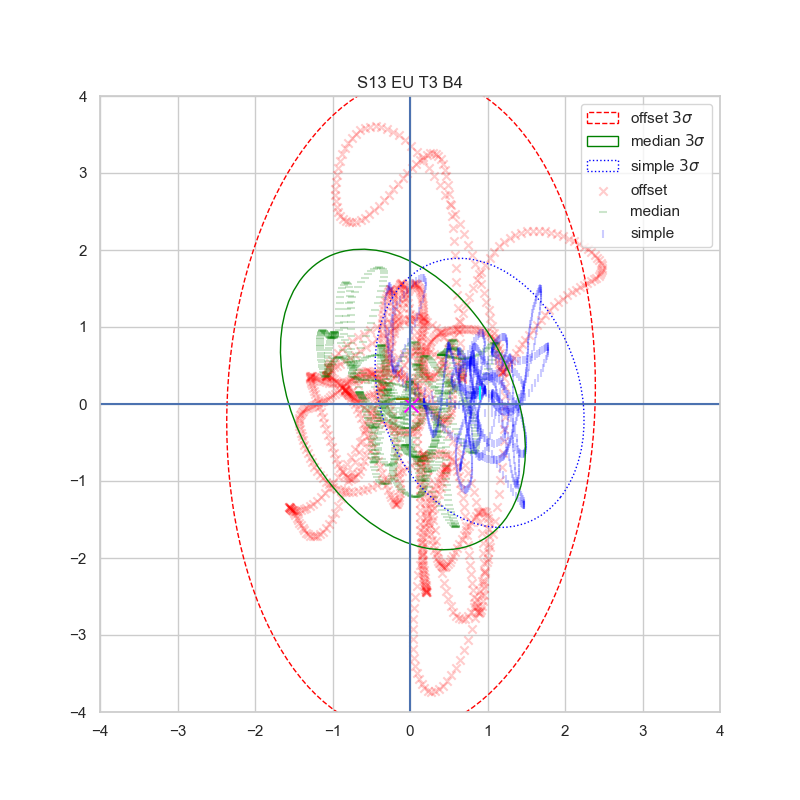 S13 EU T3 B4
offset 3σ
median 3σ
simple 3σ
offset
median
simple
4
3
2
1
0
−1
−2
−3
−4
−4 −3 −2 −1 0 1 2 3 4